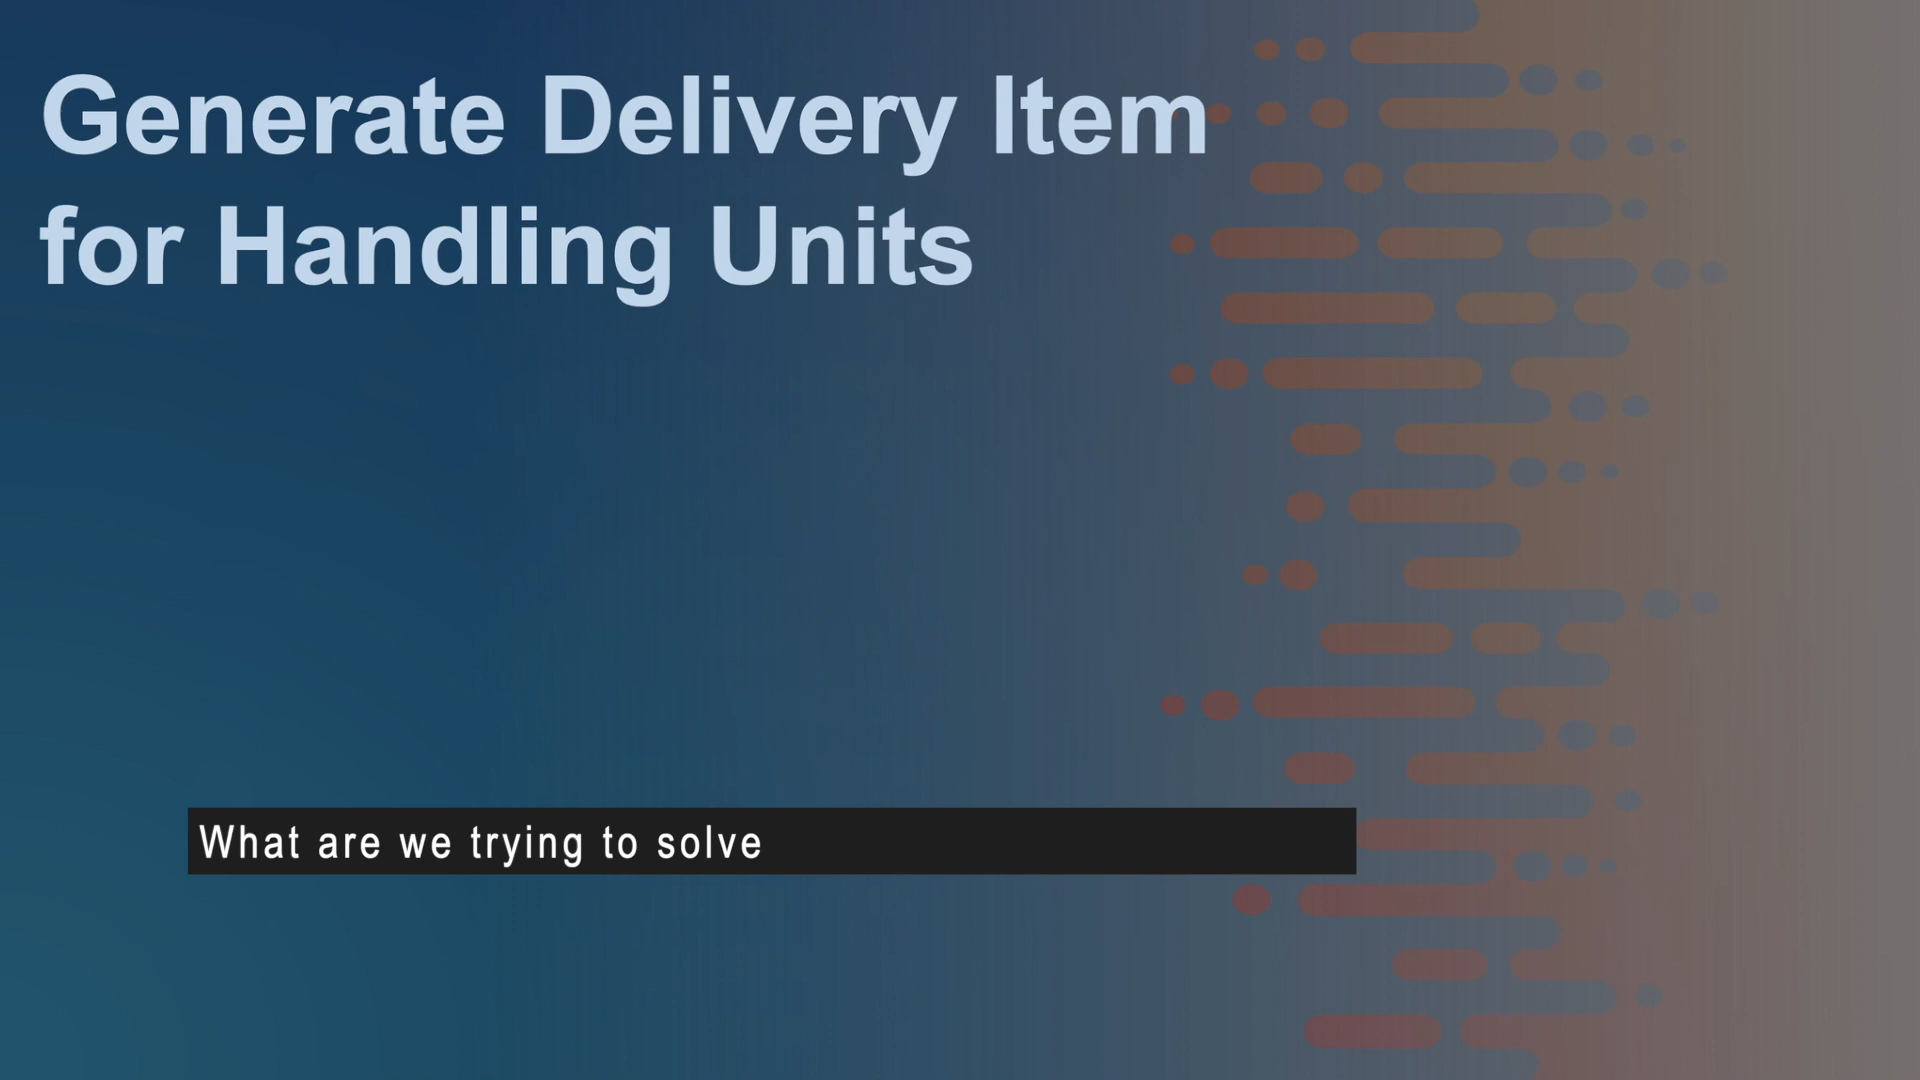 Generate Delivery Item
for Handling Units
What are we trying to solve